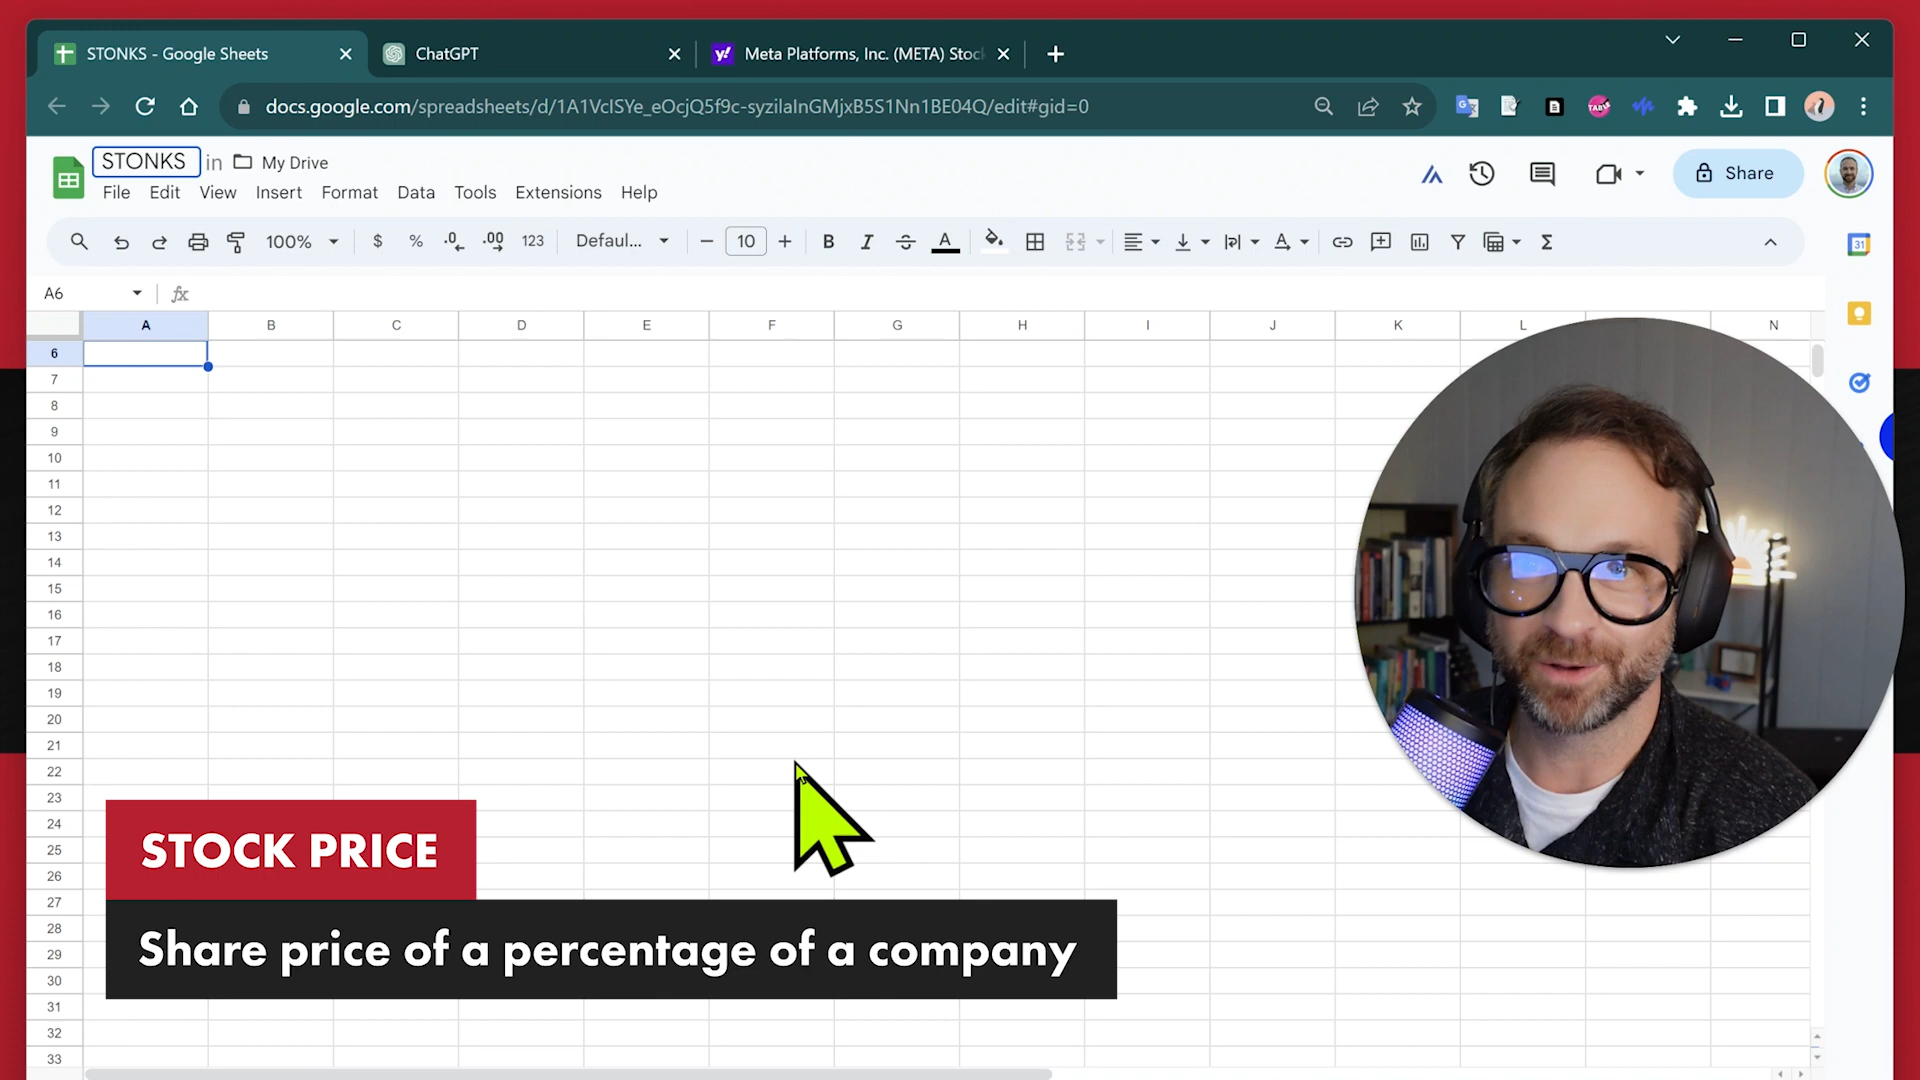 STONKS - Google Sheets
ChatGPT
y!
Meta Platforms, Inc. (META) Stoc
docs.google.com/spreadsheets/d/1A1VcISYe_eOcjQ5f9c-syzilaInGMjxB5S1Nn1BE04Q/edit#gid=0
STONKS in My Drive
File Edit View Insert Format Data Tools Extensions Help
Share
100% $ % .0 .00 123 Defaul... 10 B I S A
31
A6 fx
A B C D E F G H I J K L N
6
7
8
9
10
11
12
13
14
15
16
17
18
19
20
21
22
23
24
25
26
27
28
29
30
31
32
33
STOCK PRICE
Share price of a percentage of a company